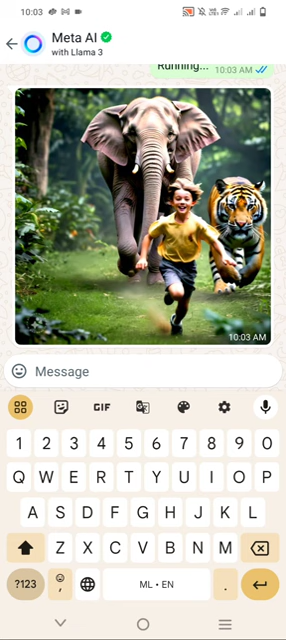 10:03
Meta AI
with Llama 3
Running... 10:03 AM
10:03 AM
Message
GIF
1 2 3 4 5 6 7 8 9 0
Q W E R T Y U I O P
A S D F G H J K L
Z X C V B N M
?123 , ML • EN .